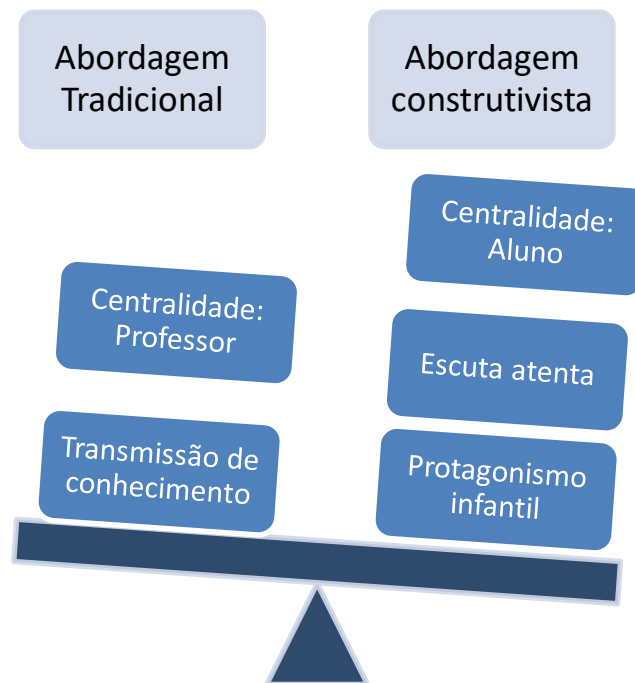 Abordagem
Tradicional
Abordagem
construtivista
Centralidade:
Professor
Transmissão de
conhecimento
Centralidade:
Aluno
Escuta atenta
Protagonismo
infantil